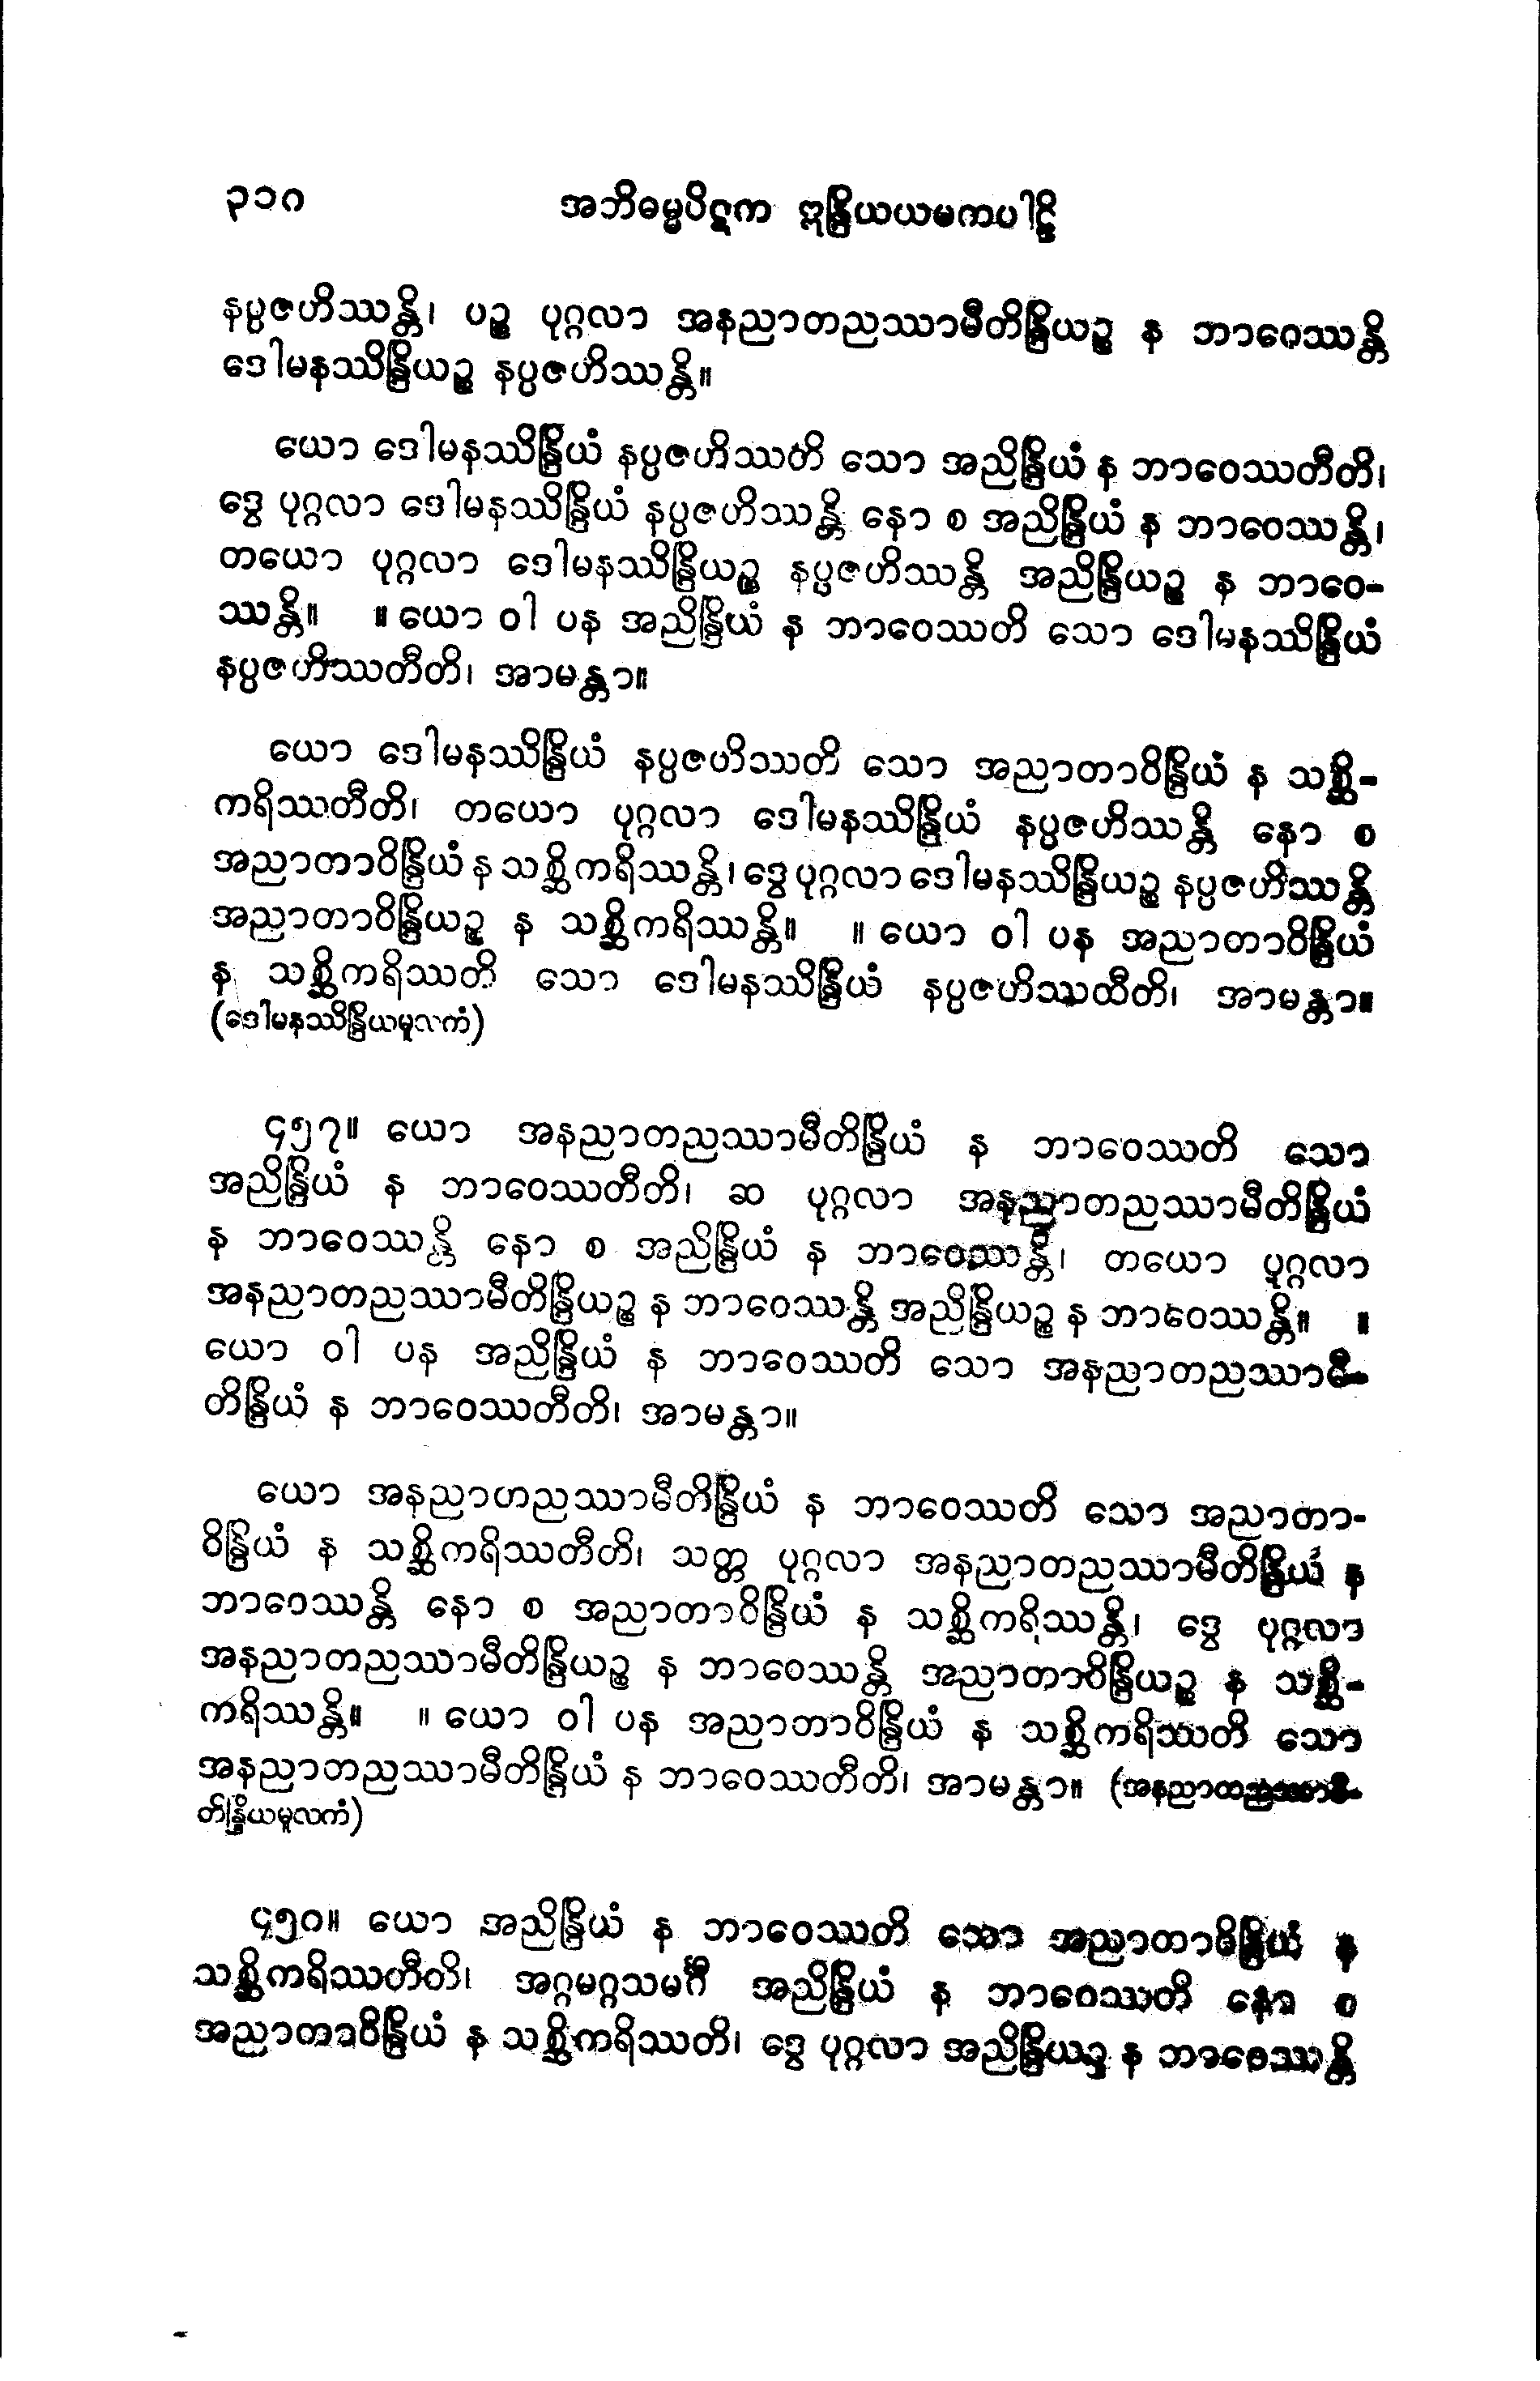 ၃၁၈ အဘိဓမ္မပိဋက ဣန္ဒြိယယမကပါဠိ
နပ္ပဇဟိဿန္တိ၊ ပဉ္စ ပုဂ္ဂလာ အနညာတညဿာမီတိန္ဒြိယဉ္စ န ဘာဝေဿန္တိ
ဒေါမနဿိန္ဒြိယဉ္စ နပ္ပဇဟိဿန္တိ။
ယော ဒေါမနဿိန္ဒြိယံ နပ္ပဇဟိဿတိ သော အညိန္ဒြိယံ န ဘာဝေဿတီတိ၊
ဒွေ ပုဂ္ဂလာ ဒေါမနဿိန္ဒြိယံ နပ္ပဇဟိဿန္တိ နော စ အညိန္ဒြိယံ န ဘာဝေဿန္တိ၊
တယော ပုဂ္ဂလာ ဒေါမနဿိန္ဒြိယဉ္စ နပ္ပဇဟိဿန္တိ အညိန္ဒြိယဉ္စ န ဘာဝေ-
ဿန္တိ။ ။ ယော ဝါ ပန အညိန္ဒြိယံ န ဘာဝေဿတိ သော ဒေါမနဿိန္ဒြိယံ
နပ္ပဇဟိဿတီတိ၊ အာမန္တာ။
ယော ဒေါမနဿိန္ဒြိယံ နပ္ပဇဟိဿတိ သော အညာတာဝိန္ဒြိယံ န သစ္ဆိ-
ကရိဿတီတိ၊ တယော ပုဂ္ဂလာ ဒေါမနဿိန္ဒြိယံ နပ္ပဇဟိဿန္တိ နော စ
အညာတာဝိန္ဒြိယံ န သစ္ဆိကရိဿန္တိ၊ ဒွေ ပုဂ္ဂလာ ဒေါမနဿိန္ဒြိယဉ္စ နပ္ပဇဟိဿန္တိ
အညာတာဝိန္ဒြိယဉ္စ န သစ္ဆိကရိဿန္တိ။ ။ ယော ဝါ ပန အညာတာဝိန္ဒြိယံ
န သစ္ဆိကရိဿတိ သော ဒေါမနဿိန္ဒြိယံ နပ္ပဇဟိဿထီတိ၊ အာမန္တာ။
(ဒေါမနဿိန္ဒြိယမူလကံ)
၄၅၇။ ယော အနညာတညဿာမီတိန္ဒြိယံ န ဘာဝေဿတိ သော
အညိန္ဒြိယံ န ဘာဝေဿတီတိ၊ ဆ ပုဂ္ဂလာ အနညာတညဿာမီတိန္ဒြိယံ
န ဘာဝေဿန္တိ နော စ အညိန္ဒြိယံ န ဘာဝေဿန္တိ၊ တယော ပုဂ္ဂလာ
အနညာတညဿာမီတိန္ဒြိယဉ္စ န ဘာဝေဿန္တိ အညိန္ဒြိယဉ္စ န ဘာဝေဿန္တိ။ ။
ယော ဝါ ပန အညိန္ဒြိယံ န ဘာဝေဿတိ သော အနညာတညဿာမီ-
တိန္ဒြိယံ န ဘာဝေဿတီတိ၊ အာမန္တာ။
ယော အနညာတညဿာမီတိန္ဒြိယံ န ဘာဝေဿတိ သော အညာတာ-
ဝိန္ဒြိယံ န သစ္ဆိကရိဿတီတိ၊ သတ္တ ပုဂ္ဂလာ အနညာတညဿာမီတိန္ဒြိယံ န
ဘာဝေဿန္တိ နော စ အညာတာဝိန္ဒြိယံ န သစ္ဆိကရိဿန္တိ၊ ဒွေ ပုဂ္ဂလာ
အနညာတညဿာမီတိန္ဒြိယဉ္စ န ဘာဝေဿန္တိ အညာတာဝိန္ဒြိယဉ္စ န သစ္ဆိ-
ကရိဿန္တိ။ ။ ယော ဝါ ပန အညာတာဝိန္ဒြိယံ န သစ္ဆိကရိဿတိ သော
အနညာတညဿာမီတိန္ဒြိယံ န ဘာဝေဿတီတိ၊ အာမန္တာ။ (အနညာတညဿာမီ-
တိန္ဒြိယမူလကံ)
၄၅၈။ ယော အညိန္ဒြိယံ န ဘာဝေဿတိ သော အညာတာဝိန္ဒြိယံ န
သစ္ဆိကရိဿတီတိ၊ အဂ္ဂမဂ္ဂသမင်္ဂီ အညိန္ဒြိယံ န ဘာဝေဿတိ နော စ
အညာတာဝိန္ဒြိယံ န သစ္ဆိကရိဿတိ၊ ဒွေ ပုဂ္ဂလာ အညိန္ဒြိယဉ္စ န ဘာဝေဿန္တိ